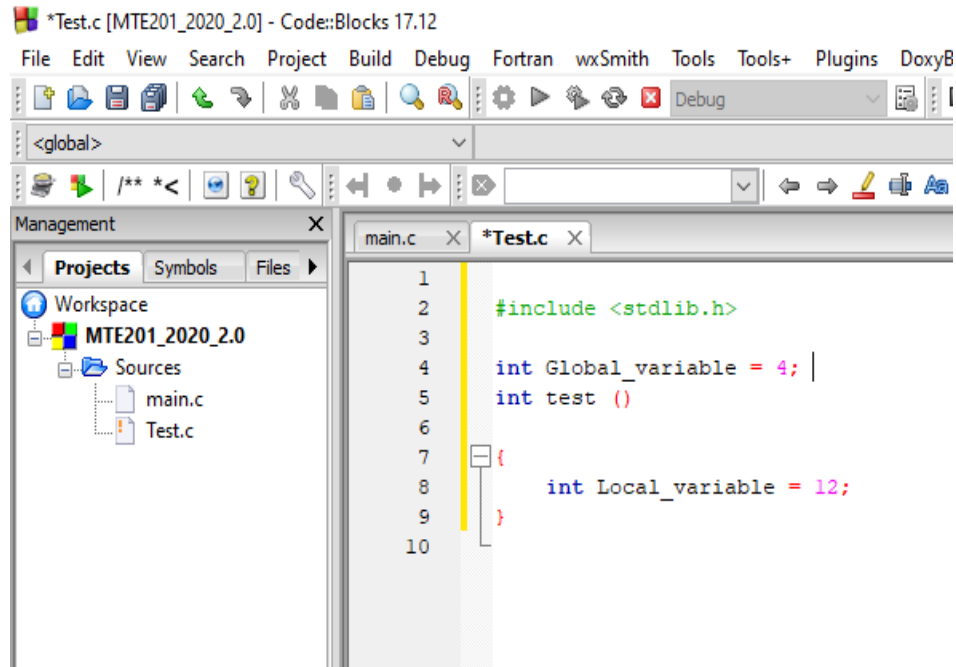 *Test.c [MTE201_2020_2.0] - Code::Blocks 17.12
File Edit View Search Project Build Debug Fortran wxSmith Tools Tools+ Plugins DoxyB
Debug
<global>
/** *<
Management X
Projects Symbols Files
main.c *Test.c
Workspace
MTE201_2020_2.0
Sources
main.c
Test.c
1
2 #include <stdlib.h>
3
4 int Global_variable = 4;
5 int test ()
6
7 {
8 int Local_variable = 12;
9 }
10